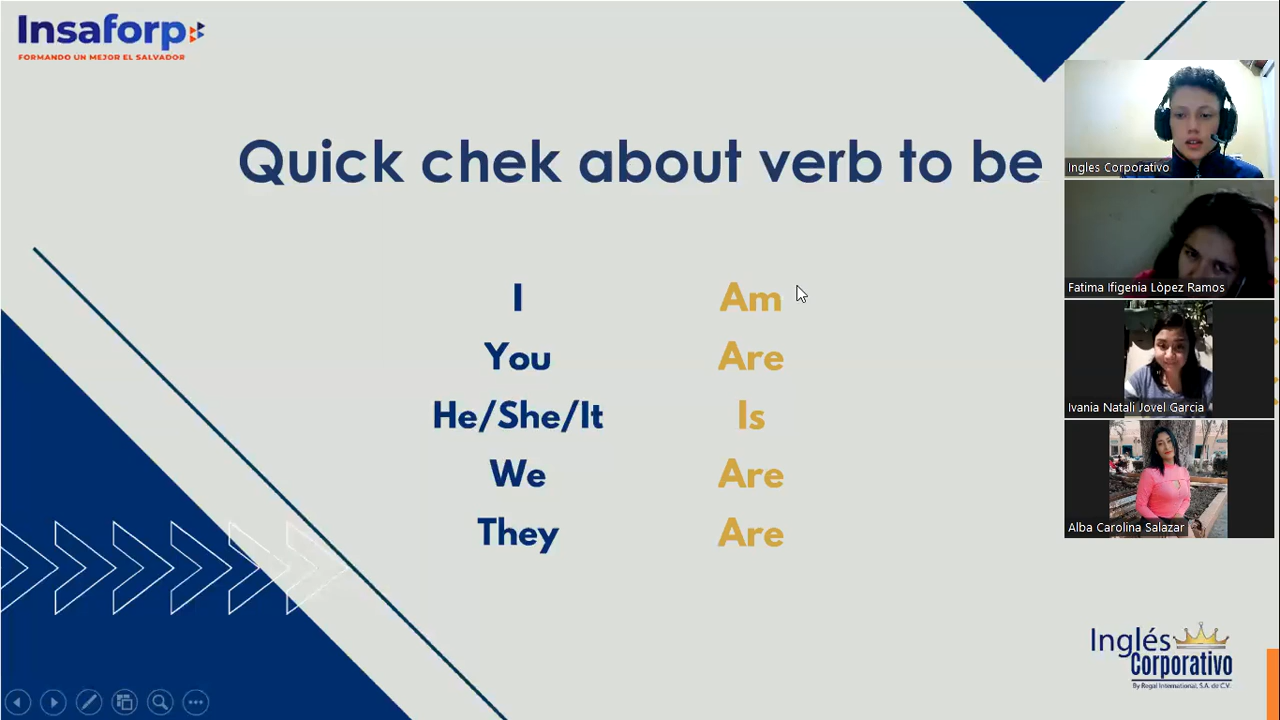 Insaforp
FORMANDO UN MEJOR EL SALVADOR
Quick chek about verb to be
I Am
You Are
He/She/It Is
We Are
They Are
Ingles Corporativo
Fatima Ifigenia Lòpez Ramos
Ivania Natali Jovel Garcia
Alba Carolina Salazar
Inglés
Corporativo
By Regal International, S.A. de C.V.